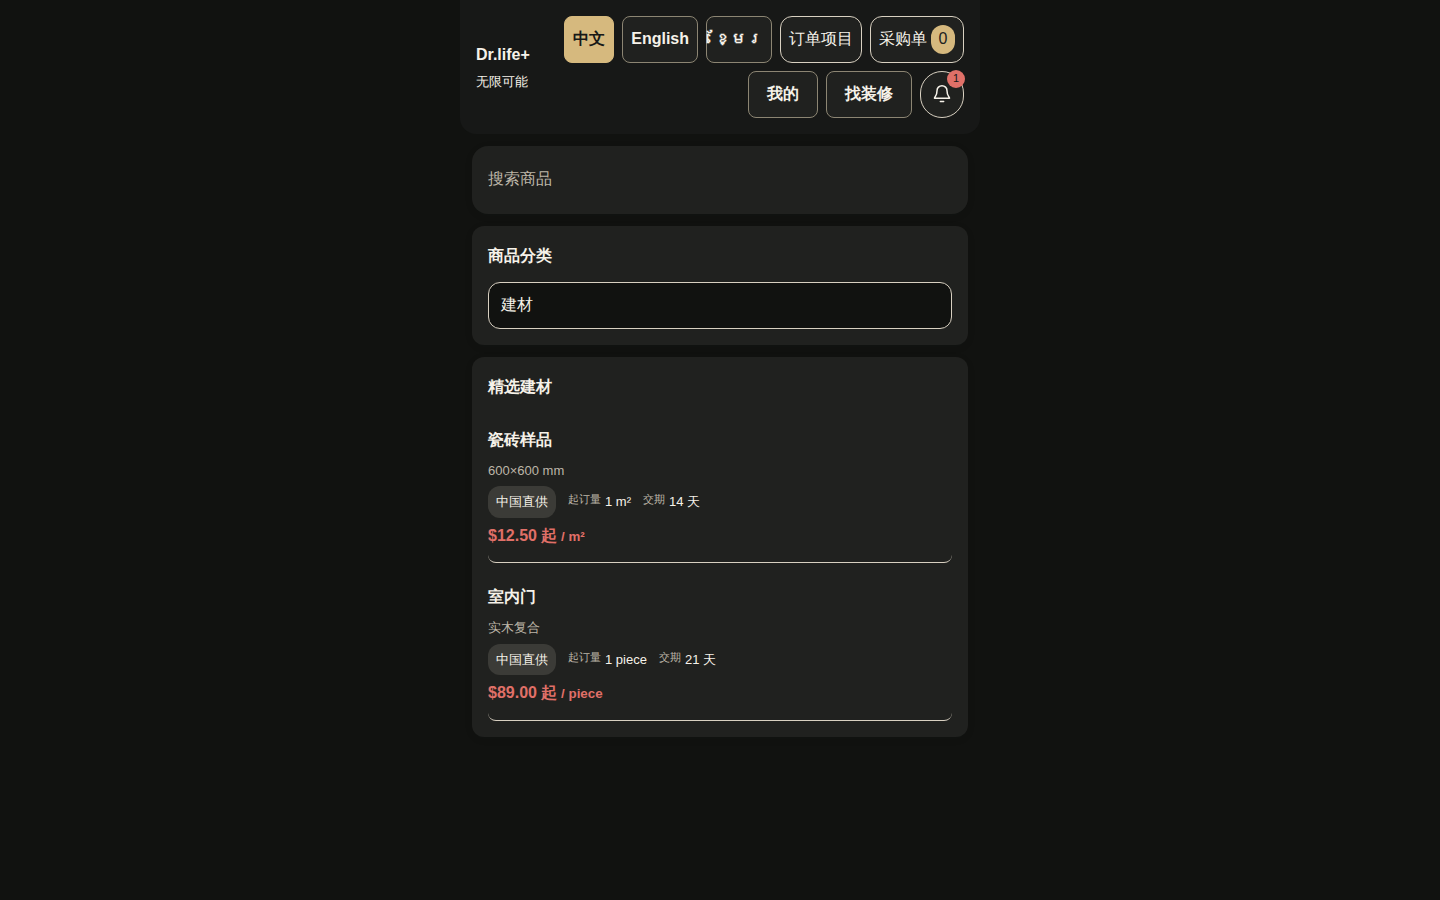 Dr.life+
无限可能
中文 English ខ្មែរ 订单项目 采购单 0
我的 找装修 1
搜索商品
商品分类
建材
精选建材
瓷砖样品
600×600 mm
中国直供 起订量 1 m² 交期 14 天
$12.50 起 / m²
室内门
实木复合
中国直供 起订量 1 piece 交期 21 天
$89.00 起 / piece